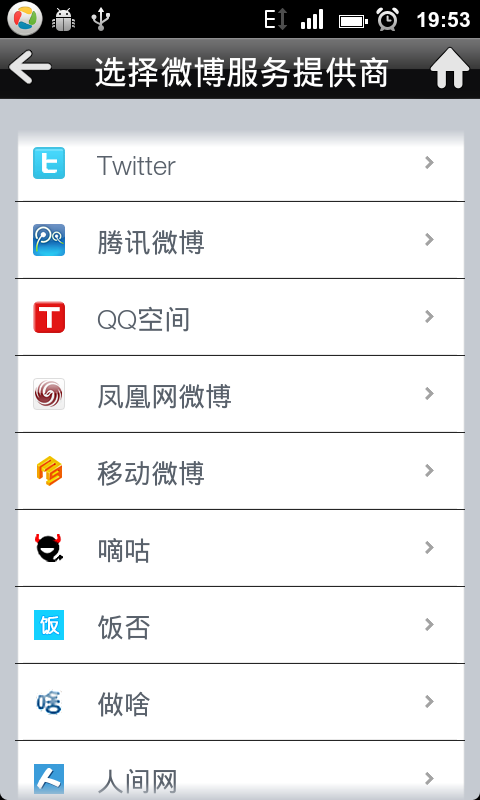 E 19:53
选择微博服务提供商
Twitter
腾讯微博
QQ空间
凤凰网微博
移动微博
嘀咕
饭 饭否
啥 做啥
人间网